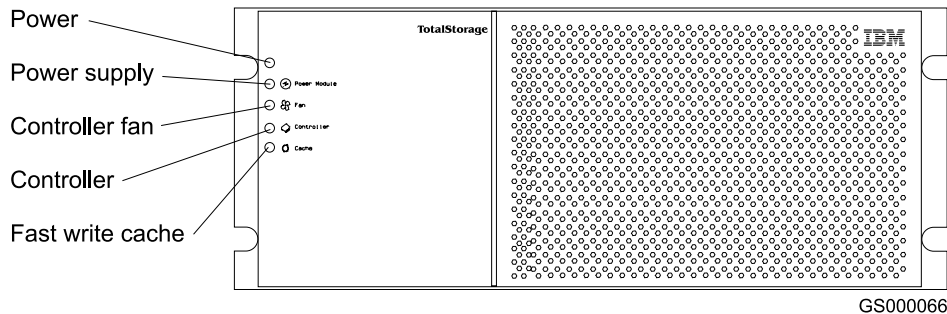 Power
TotalStorage
IBM
Power supply
Power Module
Controller fan
Fan
Controller
Controller
Fast write cache
Cache
GS000066